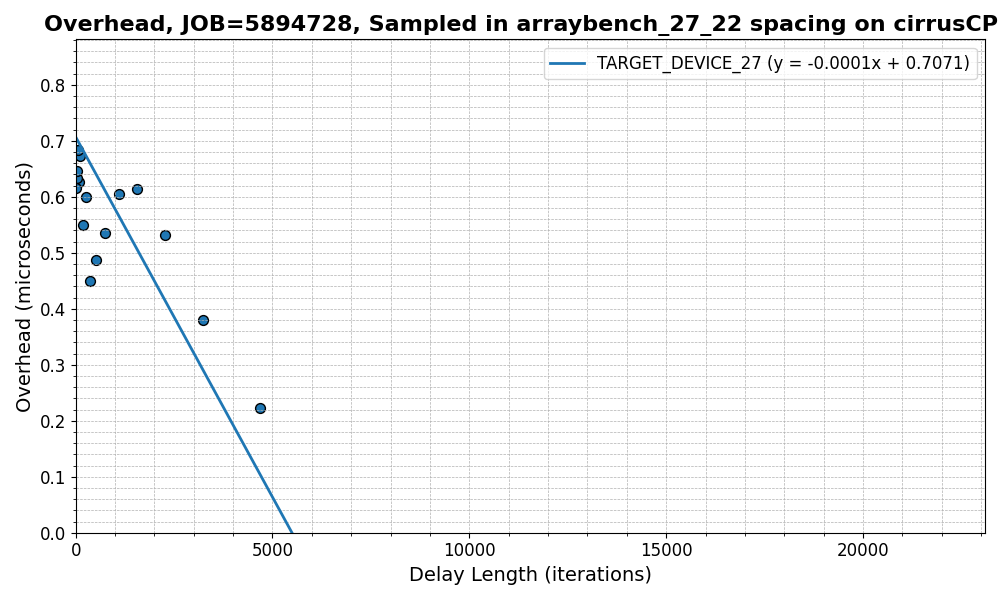 Overhead, JOB=5894728, Sampled in arraybench_27_22 spacing on cirrusCP
TARGET_DEVICE_27 (y = -0.0001x + 0.7071)
Overhead (microseconds)
0.8
0.7
0.6
0.5
0.4
0.3
0.2
0.1
0.0
0 5000 10000 15000 20000
Delay Length (iterations)